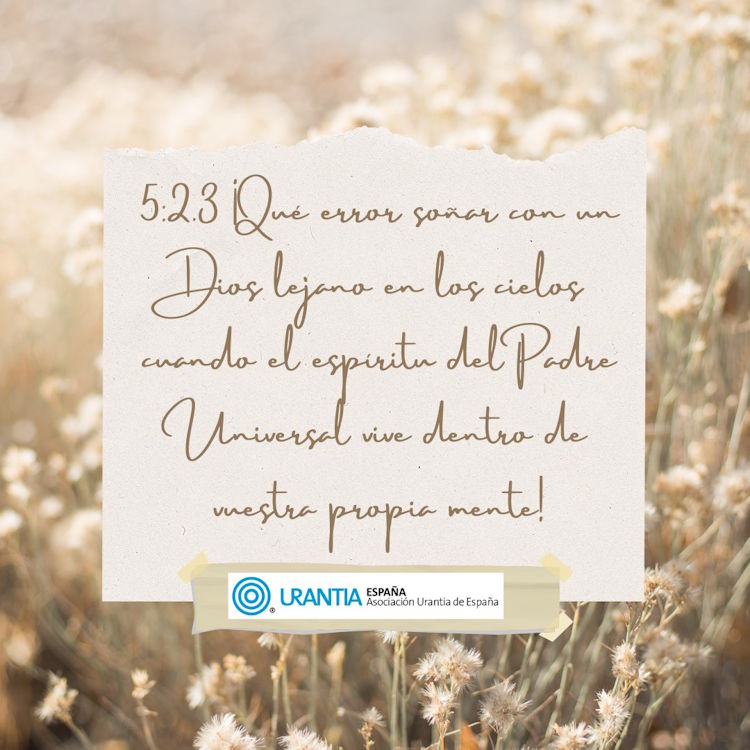 5:2.3 ¡Qué error soñar con un
Dios lejano en los cielos
cuando el espíritu del Padre
Universal vive dentro de
vuestra propia mente!
URANTIA ESPAÑA
® Asociación Urantia de España